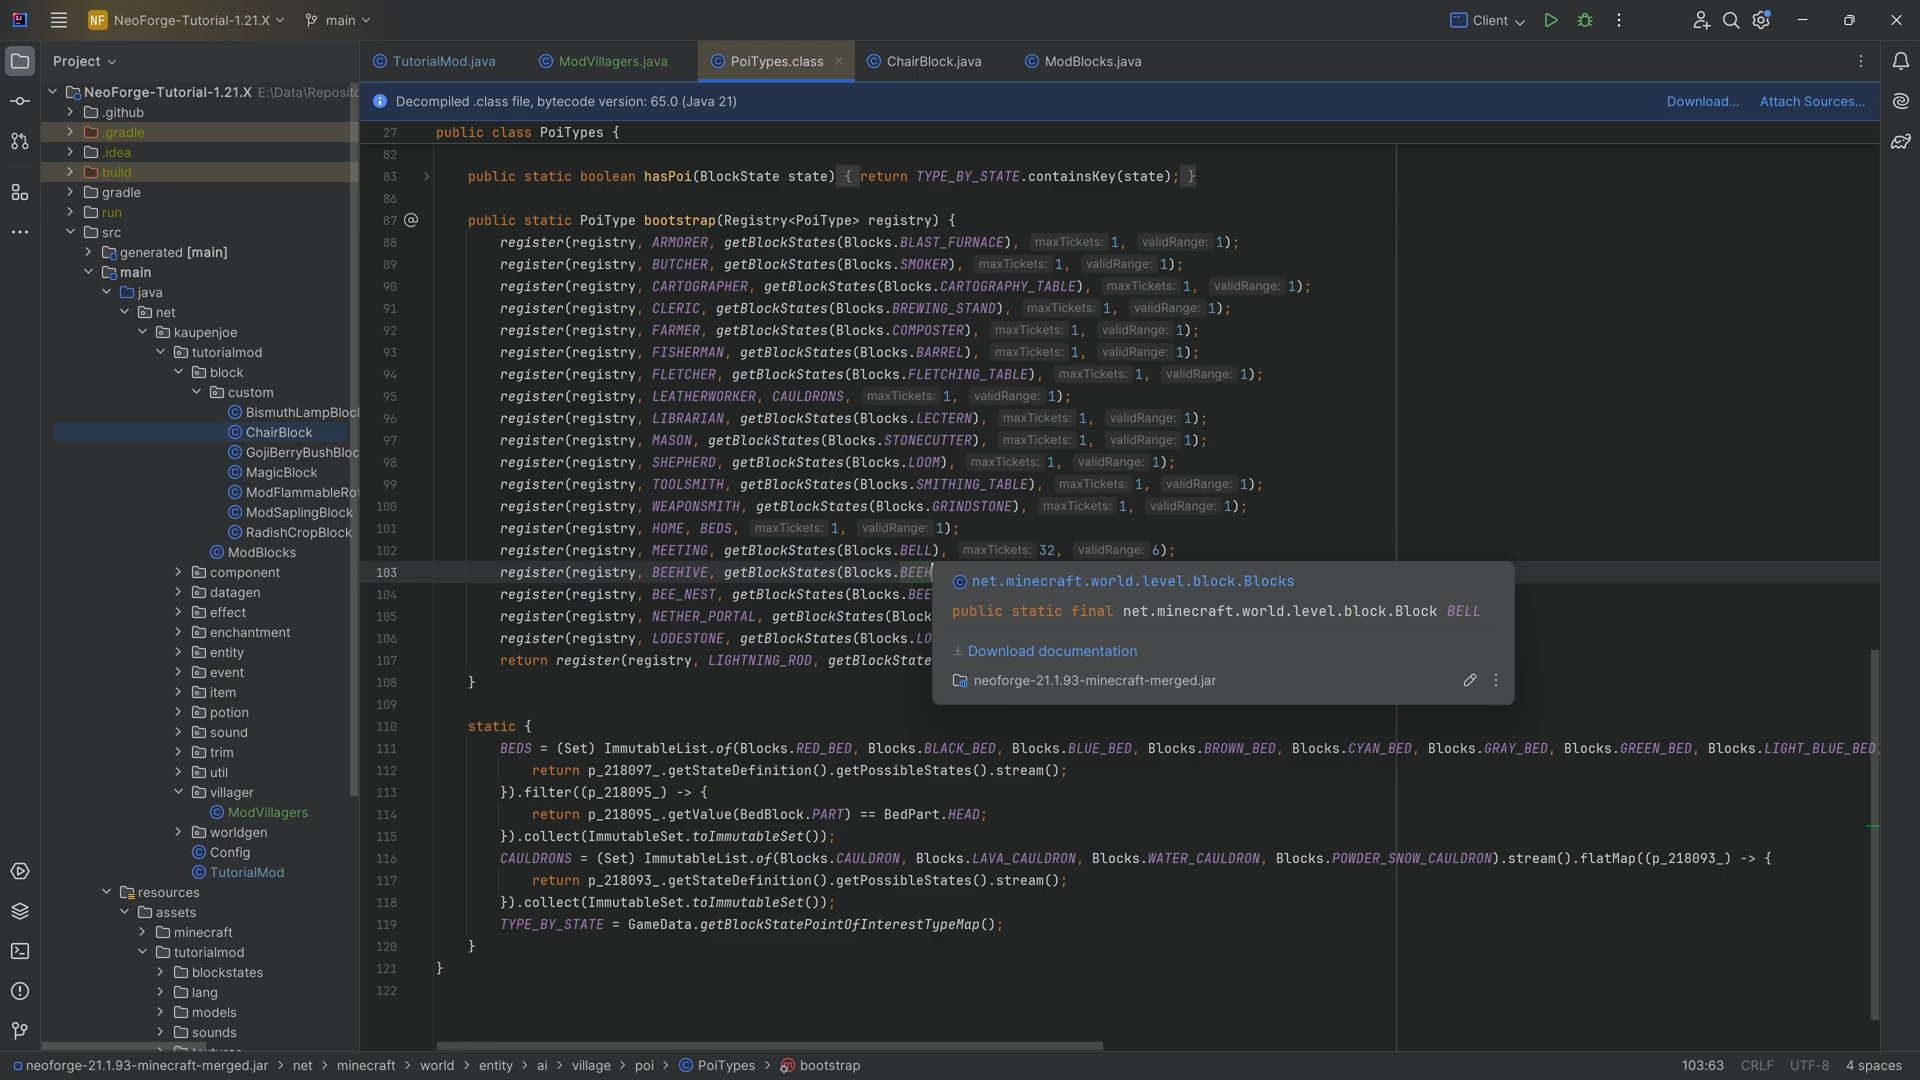 NF NeoForge-Tutorial-1.21.X main Client
Project
TutorialMod.java ModVillagers.java PoiTypes.class ChairBlock.java ModBlocks.java
Decompiled .class file, bytecode version: 65.0 (Java 21) Download... Attach Sources...
NeoForge-Tutorial-1.21.X E:\Data\Reposito
.github
.gradle
.idea
build
gradle
run
src
generated [main]
main
java
net
kaupenjoe
tutorialmod
block
custom
BismuthLampBloc
ChairBlock
GojiBerryBushBloc
MagicBlock
ModFlammableRo
ModSaplingBlock
RadishCropBlock
ModBlocks
component
datagen
effect
enchantment
entity
event
item
potion
sound
trim
util
villager
ModVillagers
worldgen
Config
TutorialMod
resources
assets
minecraft
tutorialmod
blockstates
lang
models
sounds
27 public class PoiTypes {
82
83 public static boolean hasPoi(BlockState state) { return TYPE_BY_STATE.containsKey(state); }
86
87 public static PoiType bootstrap(Registry<PoiType> registry) {
88 register(registry, ARMORER, getBlockStates(Blocks.BLAST_FURNACE), maxTickets: 1, validRange: 1);
89 register(registry, BUTCHER, getBlockStates(Blocks.SMOKER), maxTickets: 1, validRange: 1);
90 register(registry, CARTOGRAPHER, getBlockStates(Blocks.CARTOGRAPHY_TABLE), maxTickets: 1, validRange: 1);
91 register(registry, CLERIC, getBlockStates(Blocks.BREWING_STAND), maxTickets: 1, validRange: 1);
92 register(registry, FARMER, getBlockStates(Blocks.COMPOSTER), maxTickets: 1, validRange: 1);
93 register(registry, FISHERMAN, getBlockStates(Blocks.BARREL), maxTickets: 1, validRange: 1);
94 register(registry, FLETCHER, getBlockStates(Blocks.FLETCHING_TABLE), maxTickets: 1, validRange: 1);
95 register(registry, LEATHERWORKER, CAULDRONS, maxTickets: 1, validRange: 1);
96 register(registry, LIBRARIAN, getBlockStates(Blocks.LECTERN), maxTickets: 1, validRange: 1);
97 register(registry, MASON, getBlockStates(Blocks.STONECUTTER), maxTickets: 1, validRange: 1);
98 register(registry, SHEPHERD, getBlockStates(Blocks.LOOM), maxTickets: 1, validRange: 1);
99 register(registry, TOOLSMITH, getBlockStates(Blocks.SMITHING_TABLE), maxTickets: 1, validRange: 1);
100 register(registry, WEAPONSMITH, getBlockStates(Blocks.GRINDSTONE), maxTickets: 1, validRange: 1);
101 register(registry, HOME, BEDS, maxTickets: 1, validRange: 1);
102 register(registry, MEETING, getBlockStates(Blocks.BELL), maxTickets: 32, validRange: 6);
103 register(registry, BEEHIVE, getBlockStates(Blocks.BEEH
104 register(registry, BEE_NEST, getBlockStates(Blocks.BEE
105 register(registry, NETHER_PORTAL, getBlockStates(Block
106 register(registry, LODESTONE, getBlockStates(Blocks.LO
107 return register(registry, LIGHTNING_ROD, getBlockState
108 }
109
110 static {
111 BEDS = (Set) ImmutableList.of(Blocks.RED_BED, Blocks.BLACK_BED, Blocks.BLUE_BED, Blocks.BROWN_BED, Blocks.CYAN_BED, Blocks.GRAY_BED, Blocks.GREEN_BED, Blocks.LIGHT_BLUE_BED,
112 return p_218097_.getStateDefinition().getPossibleStates().stream();
113 }).filter((p_218095_) -> {
114 return p_218095_.getValue(BedBlock.PART) == BedPart.HEAD;
115 }).collect(ImmutableSet.toImmutableSet());
116 CAULDRONS = (Set) ImmutableList.of(Blocks.CAULDRON, Blocks.LAVA_CAULDRON, Blocks.WATER_CAULDRON, Blocks.POWDER_SNOW_CAULDRON).stream().flatMap((p_218093_) -> {
117 return p_218093_.getStateDefinition().getPossibleStates().stream();
118 }).collect(ImmutableSet.toImmutableSet());
119 TYPE_BY_STATE = GameData.getBlockStatePointOfInterestTypeMap();
120 }
121 }
122
net.minecraft.world.level.block.Blocks
public static final net.minecraft.world.level.block.Block BELL
Download documentation
neoforge-21.1.93-minecraft-merged.jar
neoforge-21.1.93-minecraft-merged.jar > net > minecraft > world > entity > ai > village > poi > PoiTypes > bootstrap 103:63 CRLF UTF-8 4 spaces